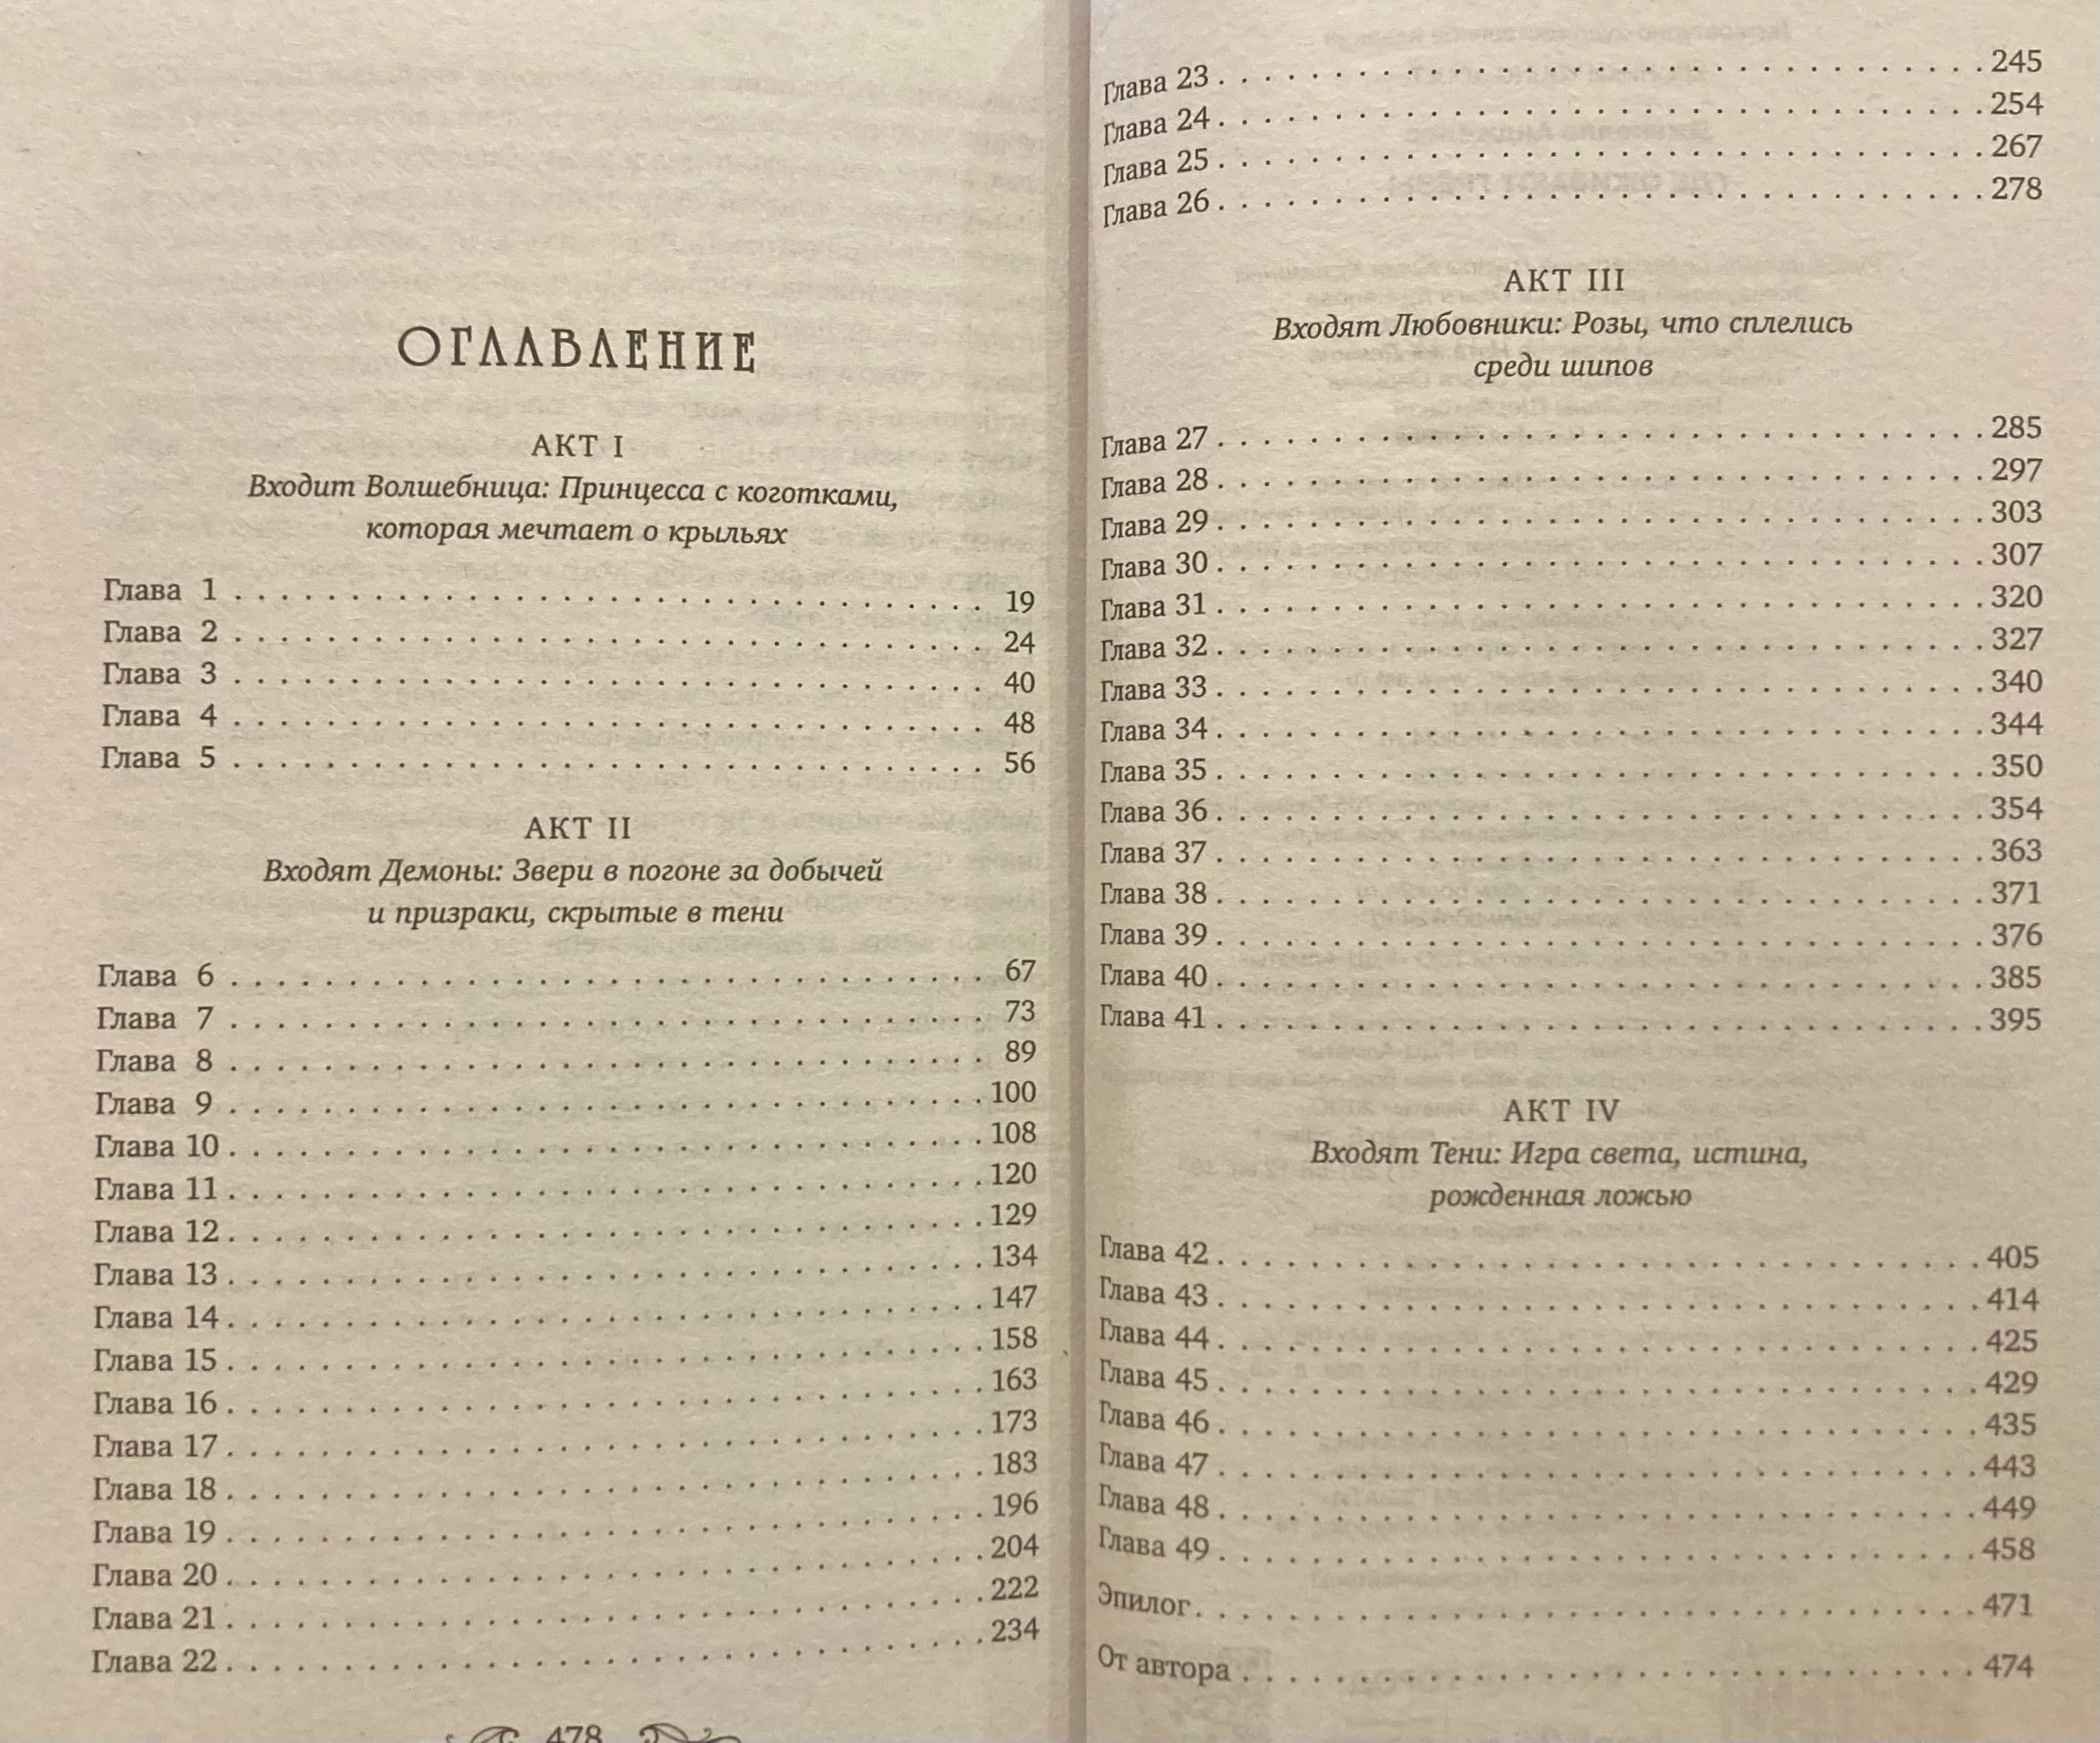 ОГЛАВЛЕНИЕ
АКТ I
Входит Волшебница: Принцесса с коготками,
которая мечтает о крыльях
Глава 1 . . . . . . . . . . . . . . . . . . . . 19
Глава 2 . . . . . . . . . . . . . . . . . . . . 24
Глава 3 . . . . . . . . . . . . . . . . . . . . 40
Глава 4 . . . . . . . . . . . . . . . . . . . . 48
Глава 5 . . . . . . . . . . . . . . . . . . . . 56
АКТ II
Входят Демоны: Звери в погоне за добычей
и призраки, скрытые в тени
Глава 6 . . . . . . . . . . . . . . . . . . . . 67
Глава 7 . . . . . . . . . . . . . . . . . . . . 73
Глава 8 . . . . . . . . . . . . . . . . . . . . 89
Глава 9 . . . . . . . . . . . . . . . . . . . . 100
Глава 10 . . . . . . . . . . . . . . . . . . . . 108
Глава 11 . . . . . . . . . . . . . . . . . . . . 120
Глава 12 . . . . . . . . . . . . . . . . . . . . 129
Глава 13 . . . . . . . . . . . . . . . . . . . . 134
Глава 14 . . . . . . . . . . . . . . . . . . . . 147
Глава 15 . . . . . . . . . . . . . . . . . . . . 158
Глава 16 . . . . . . . . . . . . . . . . . . . . 163
Глава 17 . . . . . . . . . . . . . . . . . . . . 173
Глава 18 . . . . . . . . . . . . . . . . . . . . 183
Глава 19 . . . . . . . . . . . . . . . . . . . . 196
Глава 20 . . . . . . . . . . . . . . . . . . . . 204
Глава 21 . . . . . . . . . . . . . . . . . . . . 222
Глава 22 . . . . . . . . . . . . . . . . . . . . 234
478
Глава 23 . . . . . . . . . . . . . . . . . . . . 245
Глава 24 . . . . . . . . . . . . . . . . . . . . 254
Глава 25 . . . . . . . . . . . . . . . . . . . . 267
Глава 26 . . . . . . . . . . . . . . . . . . . . 278
АКТ III
Входят Любовники: Розы, что сплелись
среди шипов
Глава 27 . . . . . . . . . . . . . . . . . . . . 285
Глава 28 . . . . . . . . . . . . . . . . . . . . 297
Глава 29 . . . . . . . . . . . . . . . . . . . . 303
Глава 30 . . . . . . . . . . . . . . . . . . . . 307
Глава 31 . . . . . . . . . . . . . . . . . . . . 320
Глава 32 . . . . . . . . . . . . . . . . . . . . 327
Глава 33 . . . . . . . . . . . . . . . . . . . . 340
Глава 34 . . . . . . . . . . . . . . . . . . . . 344
Глава 35 . . . . . . . . . . . . . . . . . . . . 350
Глава 36 . . . . . . . . . . . . . . . . . . . . 354
Глава 37 . . . . . . . . . . . . . . . . . . . . 363
Глава 38 . . . . . . . . . . . . . . . . . . . . 371
Глава 39 . . . . . . . . . . . . . . . . . . . . 376
Глава 40 . . . . . . . . . . . . . . . . . . . . 385
Глава 41 . . . . . . . . . . . . . . . . . . . . 395
АКТ IV
Входят Тени: Игра света, истина,
рожденная ложью
Глава 42 . . . . . . . . . . . . . . . . . . . . 405
Глава 43 . . . . . . . . . . . . . . . . . . . . 414
Глава 44 . . . . . . . . . . . . . . . . . . . . 425
Глава 45 . . . . . . . . . . . . . . . . . . . . 429
Глава 46 . . . . . . . . . . . . . . . . . . . . 435
Глава 47 . . . . . . . . . . . . . . . . . . . . 443
Глава 48 . . . . . . . . . . . . . . . . . . . . 449
Глава 49 . . . . . . . . . . . . . . . . . . . . 458
Эпилог . . . . . . . . . . . . . . . . . . . . 471
От автора . . . . . . . . . . . . . . . . . . . . 474